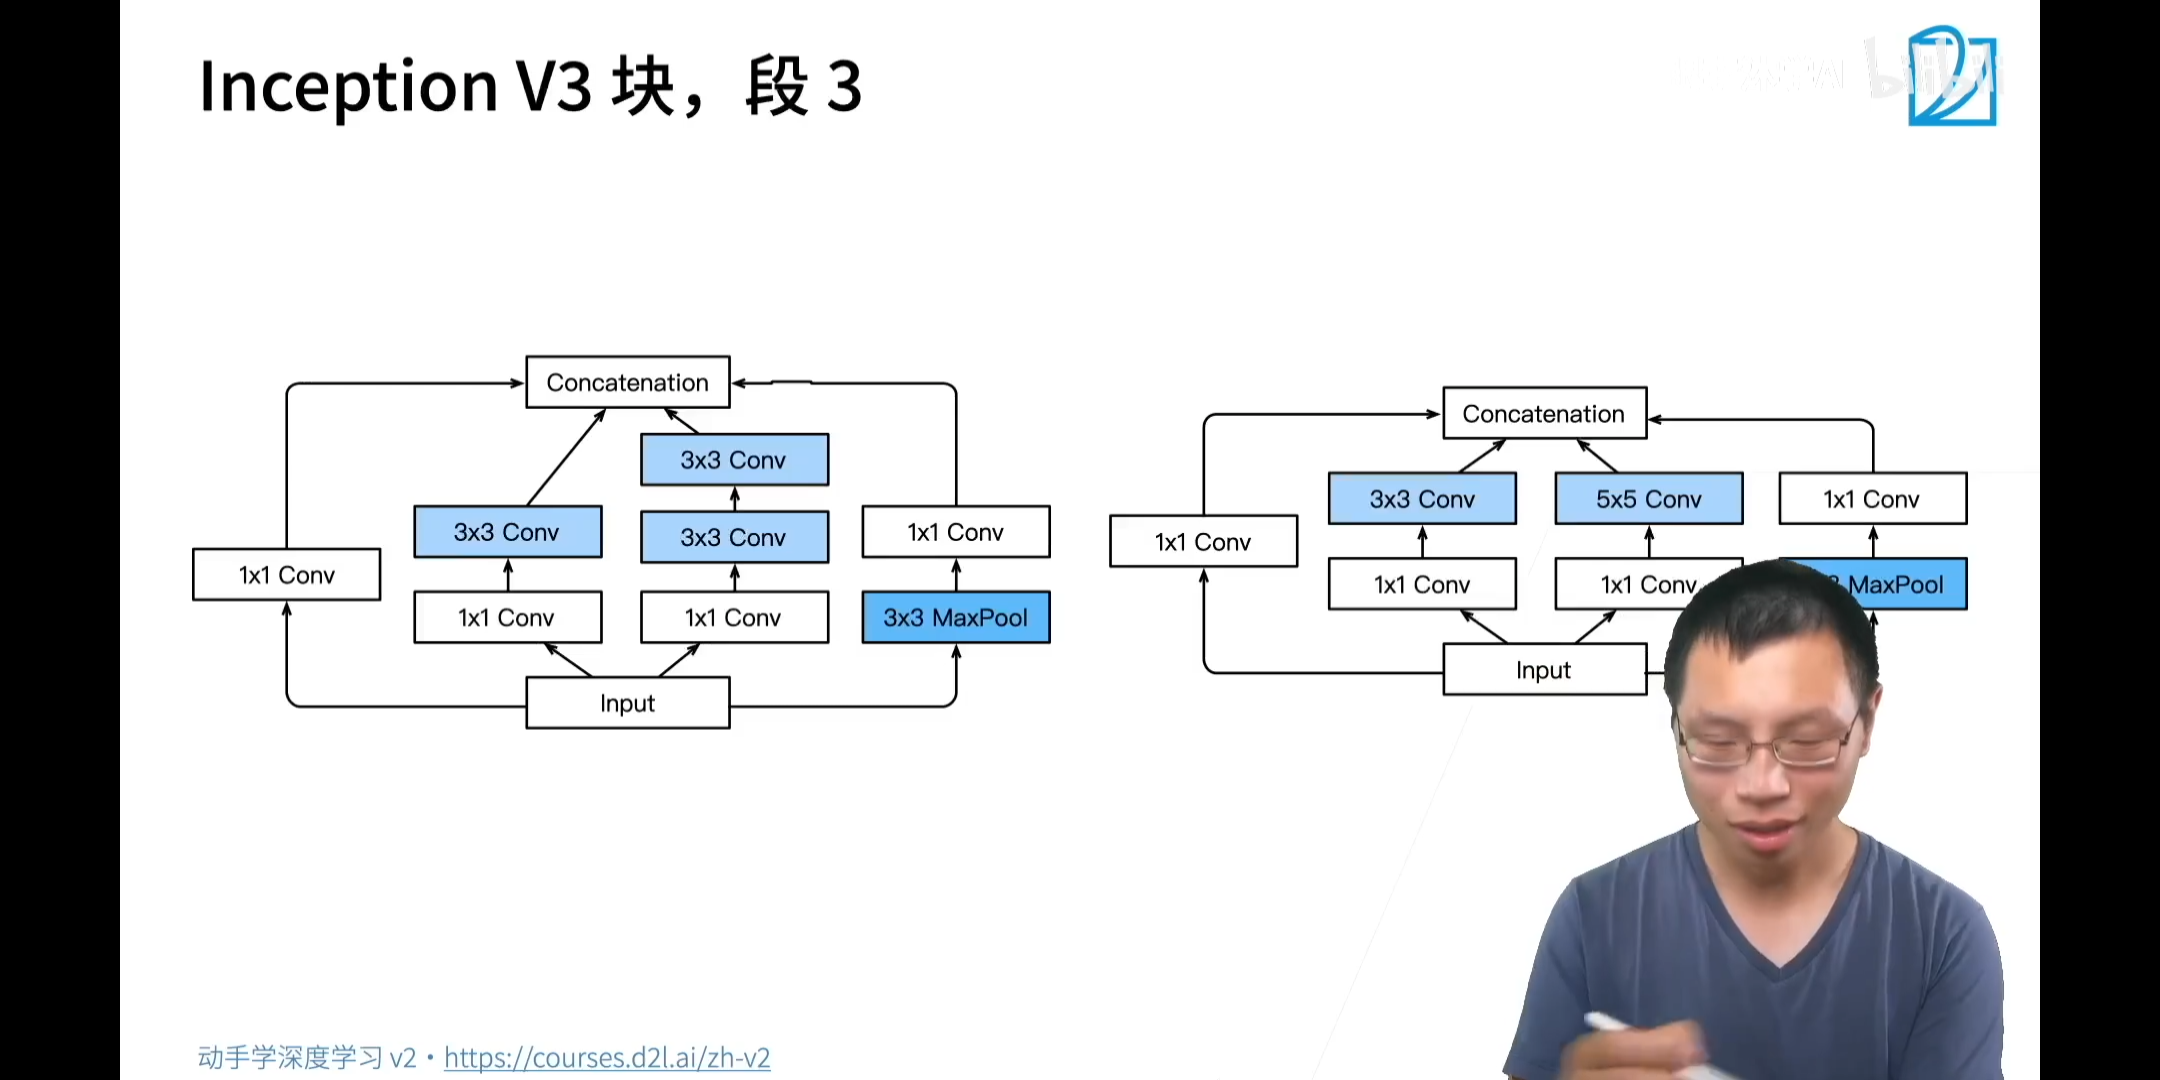 Inception V3 块，段 3
bilibili
Concatenation
3x3 Conv
3x3 Conv
3x3 Conv
1x1 Conv
1x1 Conv
1x1 Conv
1x1 Conv
3x3 MaxPool
Input
Concatenation
3x3 Conv
5x5 Conv
1x1 Conv
1x1 Conv
1x1 Conv
1x1 Conv
MaxPool
Input
动手学深度学习 v2 · https://courses.d2l.ai/zh-v2